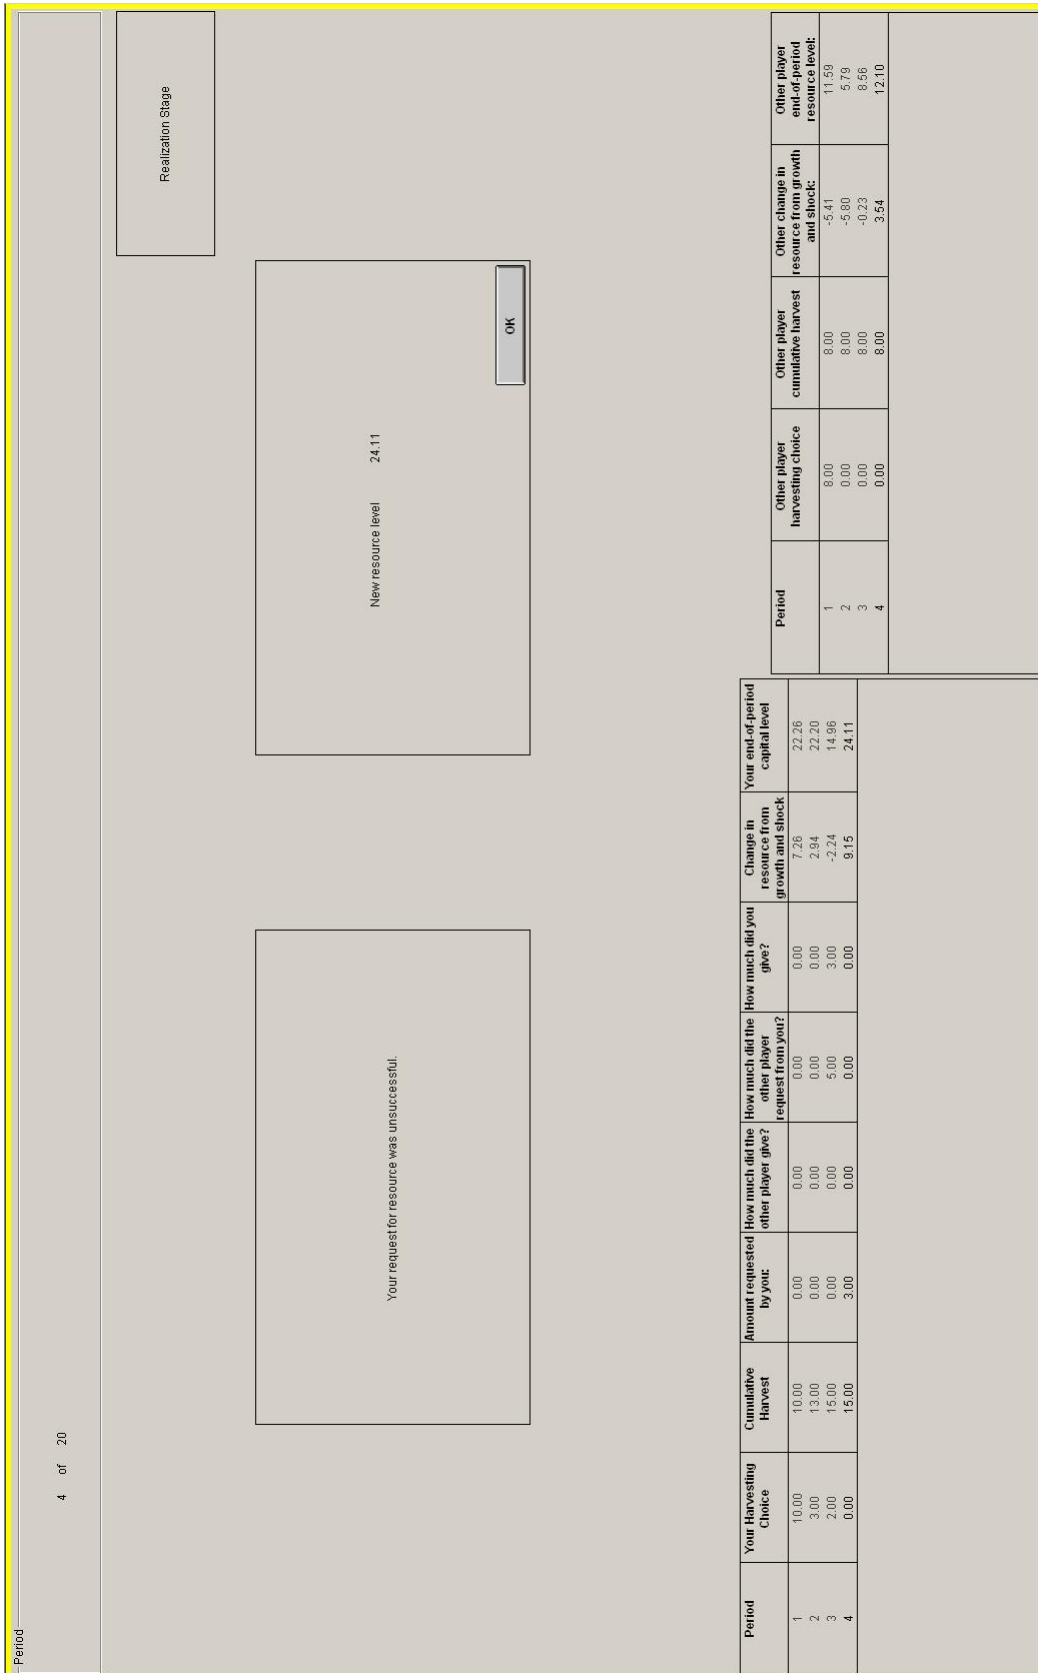 Period
4 of 20
Realization Stage
Your request for resource was unsuccessful.
New resource level 24.11
OK
Period Your Harvesting Choice Cumulative Harvest Amount requested by you: How much did the other player give? How much did the other player request from you? How much did you give? Change in resource from growth and shock Your end-of-period capital level
1 10.00 10.00 0.00 0.00 0.00 0.00 7.26 22.26
2 3.00 13.00 0.00 0.00 0.00 0.00 2.94 22.20
3 2.00 15.00 0.00 0.00 5.00 3.00 -2.24 14.96
4 0.00 15.00 3.00 0.00 0.00 0.00 9.15 24.11
Period Other player harvesting choice Other player cumulative harvest Other change in resource from growth and shock: Other player end-of-period resource level:
1 8.00 8.00 -5.41 11.59
2 0.00 8.00 -5.80 5.79
3 0.00 8.00 -0.23 8.56
4 0.00 8.00 3.54 12.10